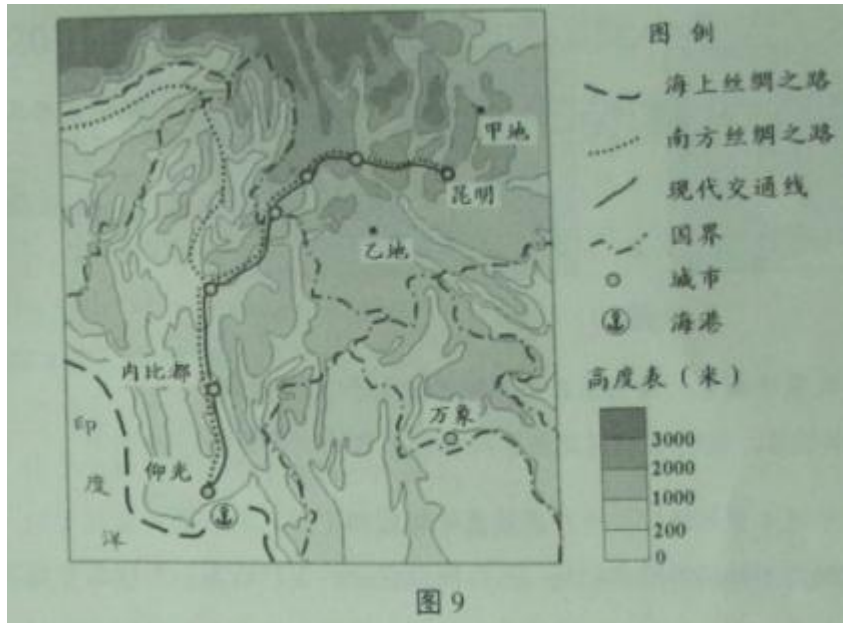 图 例
海上丝绸之路
南方丝绸之路
现代交通线
国界
城市
海港
高度表（米）
3000
2000
1000
200
0
甲地
昆明
乙地
内比都
万象
仰光
印
度
洋
图 9